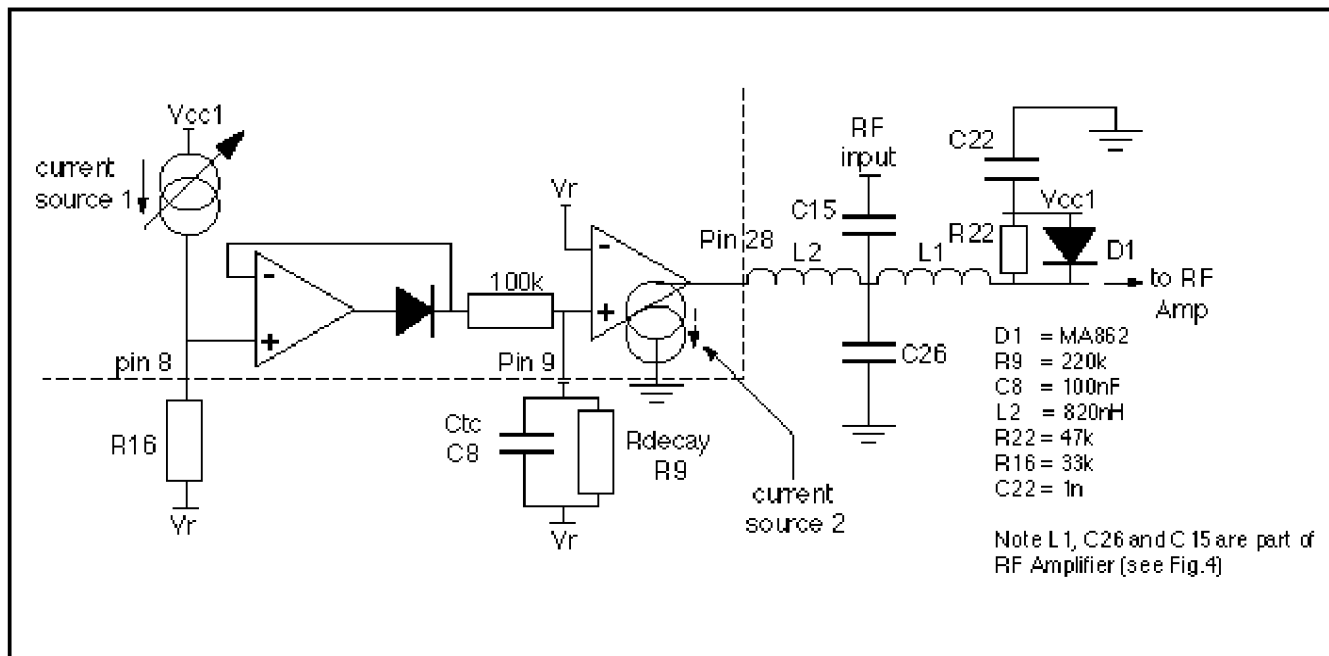 Vcc1
current
source 1
pin 8
R16
Vr
-
+
100k
Pin 9
Ctc
C8
Rdecay
R9
Vr
Vr
-
+
current
source 2
Pin 28
L2
RF
input
C15
C26
L1
C22
Vcc1
R22
D1
to RF
Amp
D1 = MA862
R9 = 220k
C8 = 100nF
L2 = 820nH
R22 = 47k
R16 = 33k
C22 = 1n
Note L1, C26 and C15 are part of
RF Amplifier (see Fig.4)